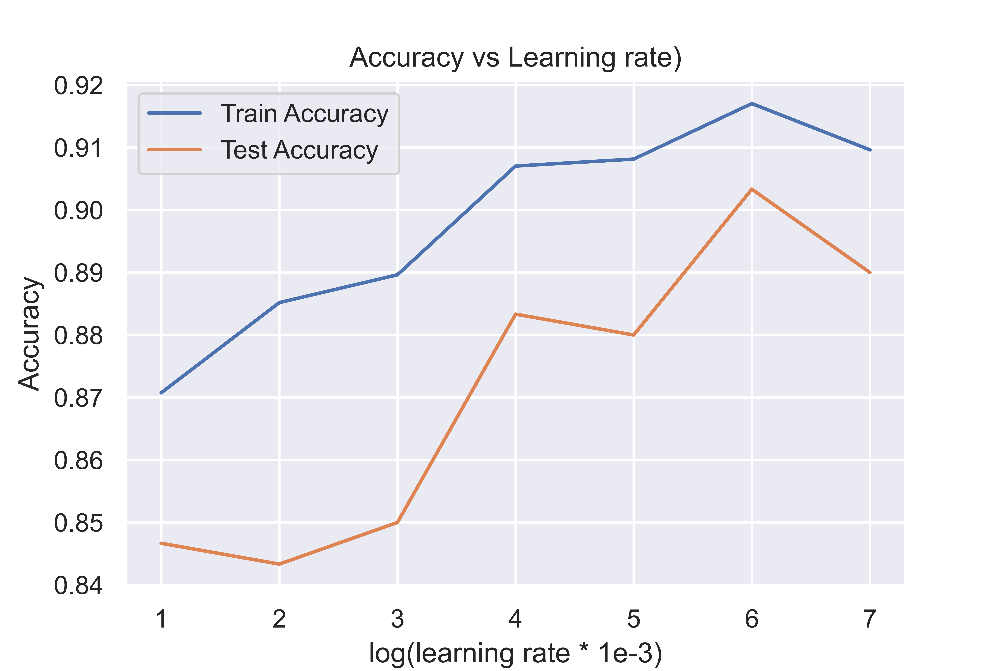 Accuracy vs Learning rate)
Train Accuracy
Test Accuracy
0.92
0.91
0.90
0.89
0.88
0.87
0.86
0.85
0.84
Accuracy
1 2 3 4 5 6 7
log(learning rate * 1e-3)